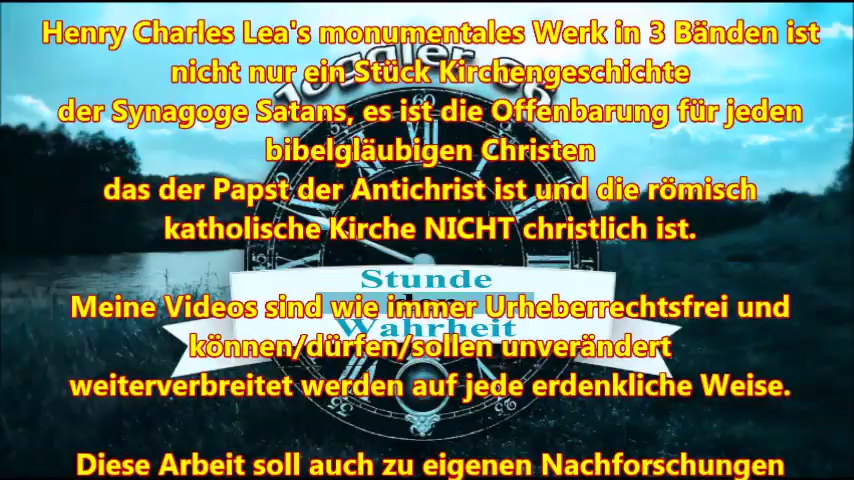 Henry Charles Lea's monumentales Werk in 3 Bänden ist
nicht nur ein Stück Kirchengeschichte
der Synagoge Satans, es ist die Offenbarung für jeden
bibelgläubigen Christen
das der Papst der Antichrist ist und die römisch
katholische Kirche NICHT christlich ist.
Stunde
der
Wahrheit
Meine Videos sind wie immer Urheberrechtsfrei und
können/dürfen/sollen unverändert
weiterverbreitet werden auf jede erdenkliche Weise.
Diese Arbeit soll auch zu eigenen Nachforschungen